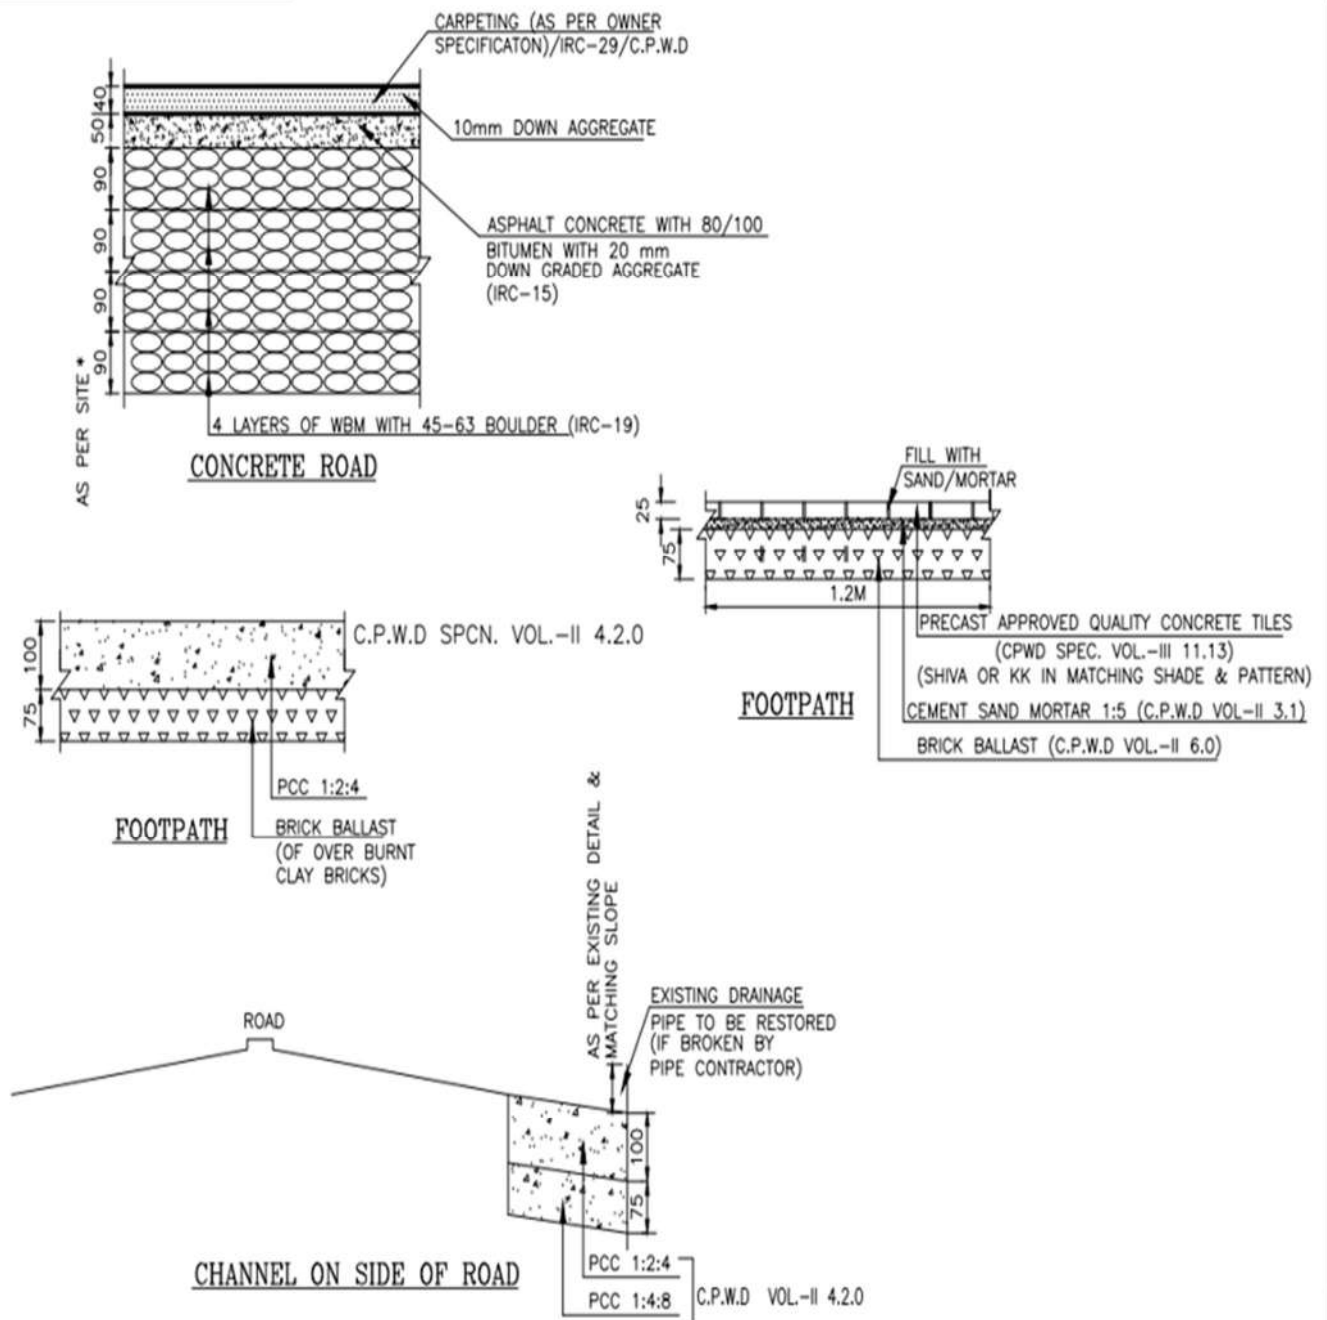 CARPETING (AS PER OWNER
SPECIFICATON)/IRC-29/C.P.W.D
40
10mm DOWN AGGREGATE
50
90
ASPHALT CONCRETE WITH 80/100
BITUMEN WITH 20 mm
DOWN GRADED AGGREGATE
(IRC-15)
90
90
90
AS PER SITE *
4 LAYERS OF WBM WITH 45-63 BOULDER (IRC-19)
CONCRETE ROAD
FILL WITH
SAND/MORTAR
25
75
1.2M
PRECAST APPROVED QUALITY CONCRETE TILES
(CPWD SPEC. VOL.-III 11.13)
(SHIVA OR KK IN MATCHING SHADE & PATTERN)
CEMENT SAND MORTAR 1:5 (C.P.W.D VOL-II 3.1)
BRICK BALLAST (C.P.W.D VOL.-II 6.0)
FOOTPATH
C.P.W.D SPCN. VOL.-II 4.2.0
100
75
PCC 1:2:4
BRICK BALLAST
(OF OVER BURNT
CLAY BRICKS)
FOOTPATH
AS PER EXISTING DETAIL &
MATCHING SLOPE
EXISTING DRAINAGE
PIPE TO BE RESTORED
(IF BROKEN BY
PIPE CONTRACTOR)
ROAD
100
75
PCC 1:2:4
PCC 1:4:8
C.P.W.D VOL.-II 4.2.0
CHANNEL ON SIDE OF ROAD